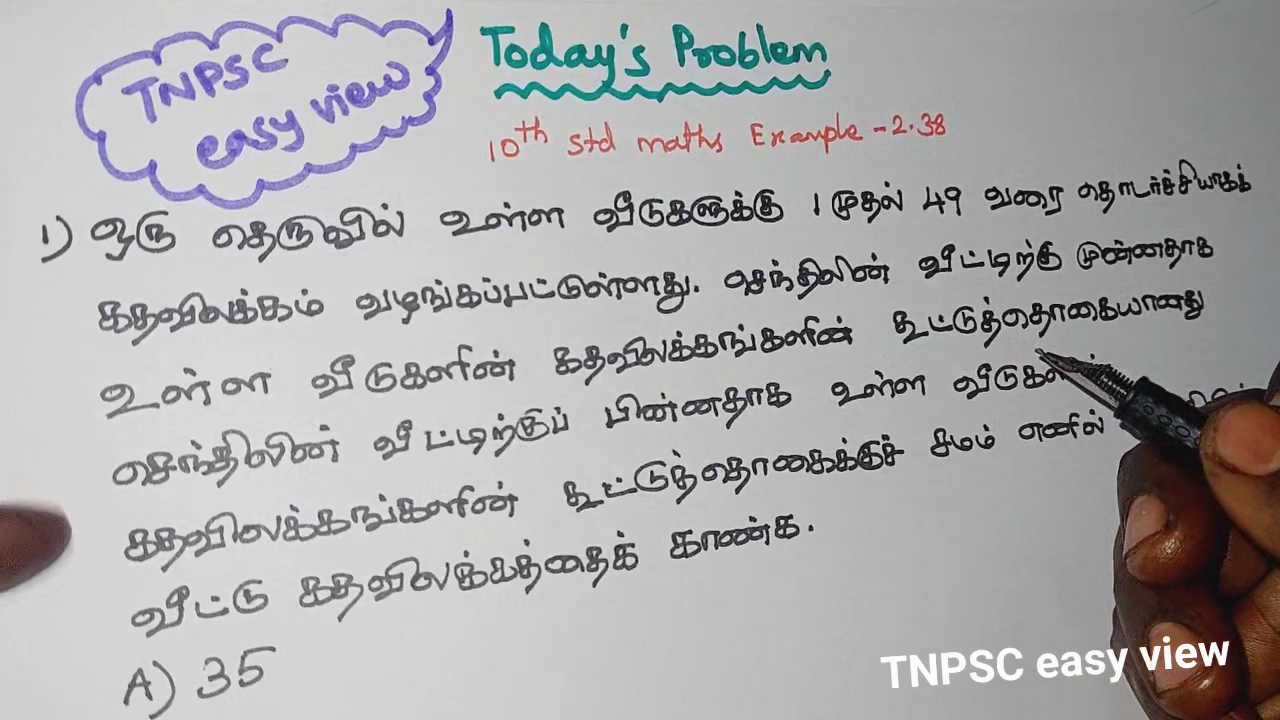 TNPSC
easy view
Today's Problem
10th std maths Example - 2.38
1) ஒரு தெருவில் உள்ள வீடுகளுக்கு 1 முதல் 49 வரை தொடர்ச்சியாகக்
கதவிலக்கம் வழங்கப்பட்டுள்ளது. செந்திலின் வீட்டிற்கு முன்னதாக
உள்ள வீடுகளின் கதவிலக்கங்களின் கூட்டுத்தொகையானது
செந்திலின் வீட்டிற்குப் பின்னதாக உள்ள
கதவிலக்கங்களின் கூட்டுத்தொகைக்குச் சமம் எனில்
வீட்டு கதவிலக்கத்தைக் காண்க.
A) 35
TNPSC easy view